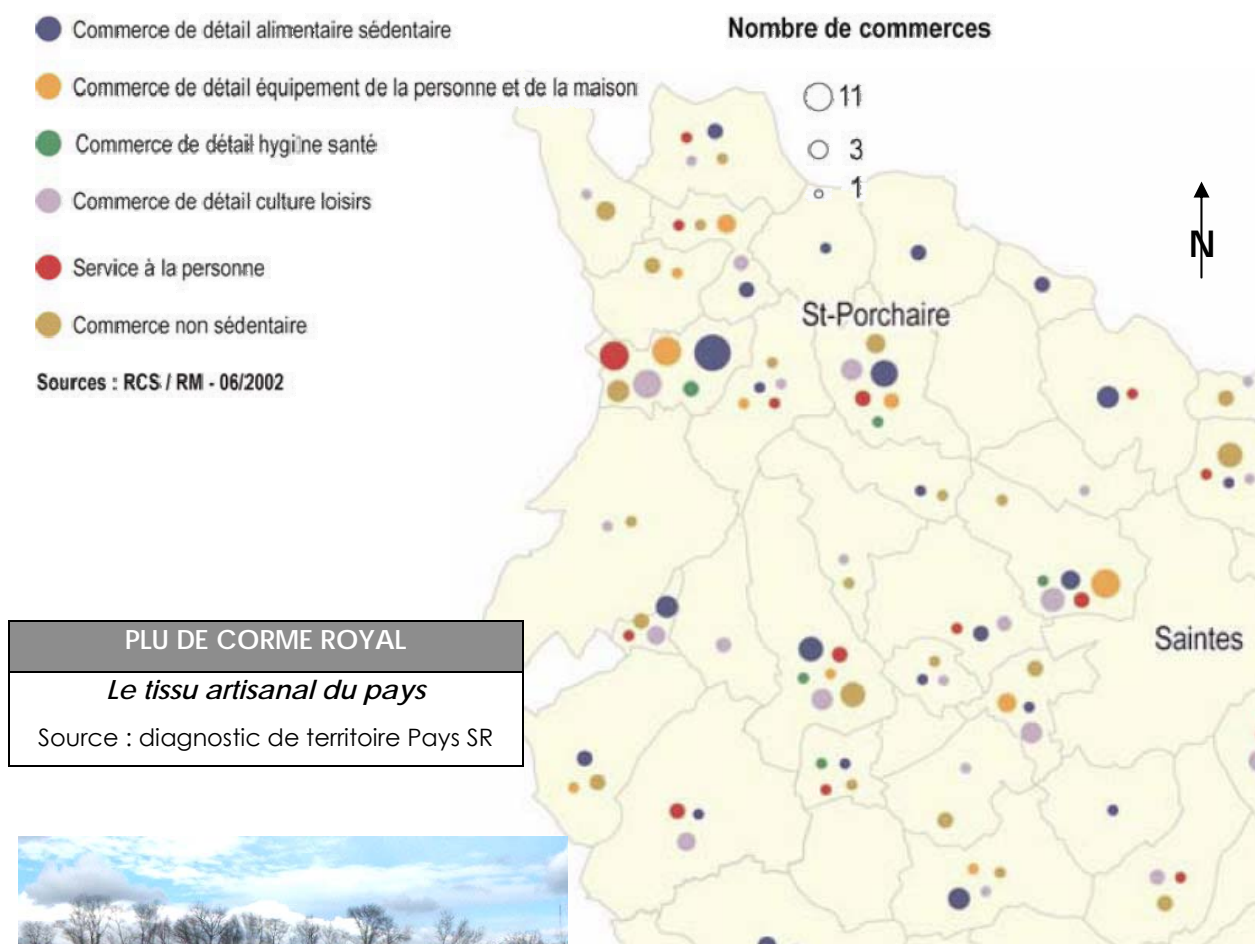 Commerce de détail alimentaire sédentaire
Commerce de détail équipement de la personne et de la maison
Commerce de détail hygi▯ne santé
Commerce de détail culture loisirs
Service à la personne
Commerce non sédentaire
Sources : RCS / RM - 06/2002
Nombre de commerces
11
3
1
N
St-Porchaire
Saintes
PLU DE CORME ROYAL
Le tissu artisanal du pays
Source : diagnostic de territoire Pays SR